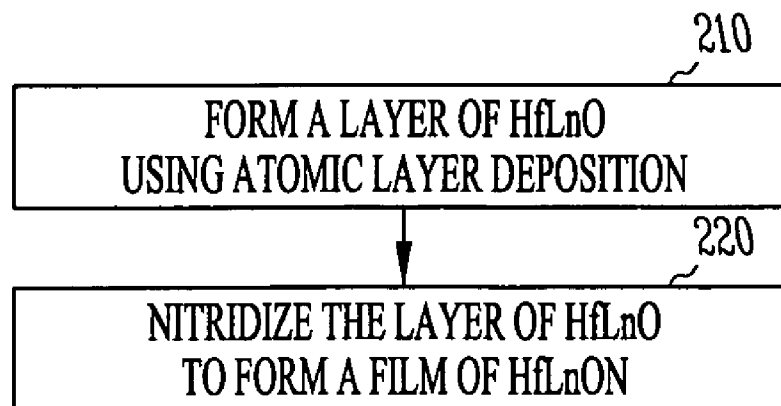 210
FORM A LAYER OF HfLnO
USING ATOMIC LAYER DEPOSITION
220
NITRIDIZE THE LAYER OF HfLnO
TO FORM A FILM OF HfLnON